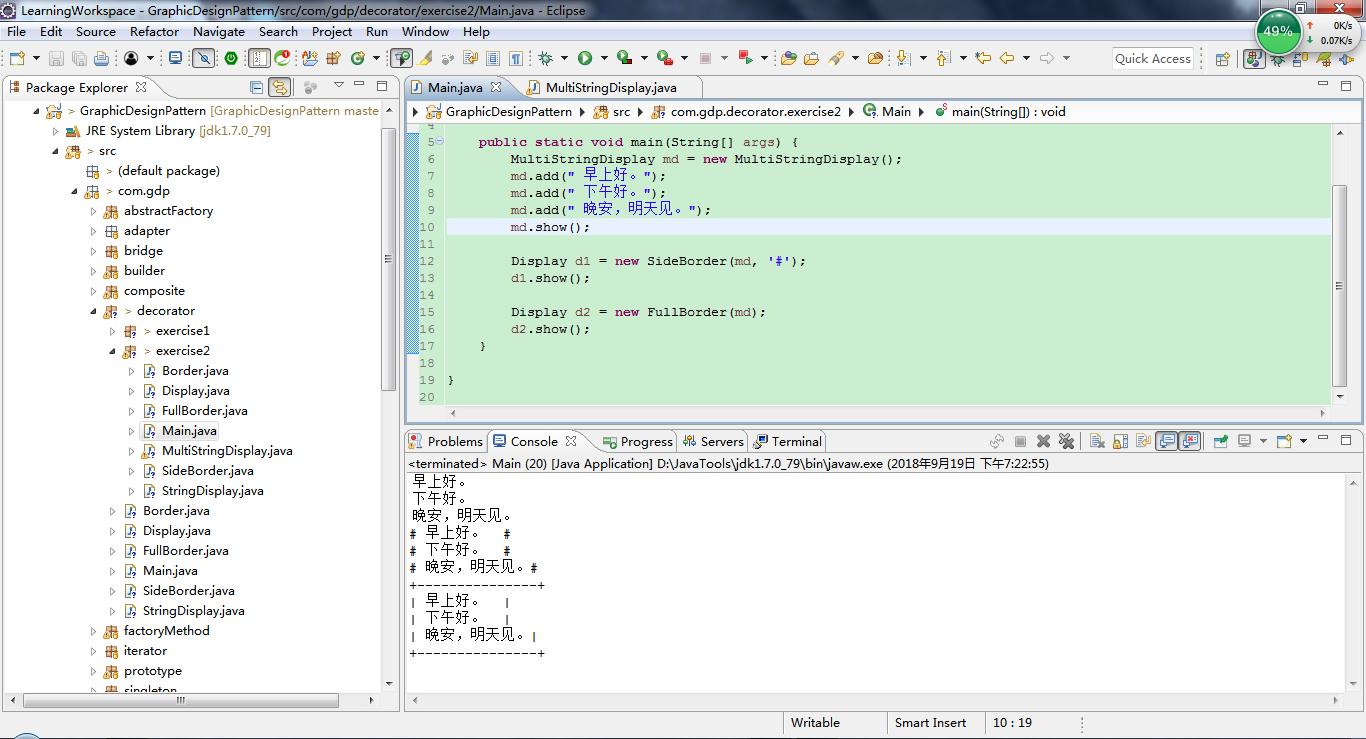 LearningWorkspace - GraphicDesignPattern/src/com/gdp/decorator/exercise2/Main.java - Eclipse
File Edit Source Refactor Navigate Search Project Run Window Help
49%
0K/s
0.07K/s
Quick Access
Package Explorer
> GraphicDesignPattern [GraphicDesignPattern maste
JRE System Library [jdk1.7.0_79]
> src
> (default package)
> com.gdp
abstractFactory
adapter
bridge
builder
composite
> decorator
> exercise1
> exercise2
Border.java
Display.java
FullBorder.java
Main.java
MultiStringDisplay.java
SideBorder.java
StringDisplay.java
Border.java
Display.java
FullBorder.java
Main.java
SideBorder.java
StringDisplay.java
factoryMethod
iterator
prototype
singleton
Main.java MultiStringDisplay.java
GraphicDesignPattern src com.gdp.decorator.exercise2 Main main(String[]) : void
4
5 public static void main(String[] args) {
6 MultiStringDisplay md = new MultiStringDisplay();
7 md.add(" 早上好。");
8 md.add(" 下午好。");
9 md.add(" 晚安，明天见。");
10 md.show();
11
12 Display d1 = new SideBorder(md, '#');
13 d1.show();
14
15 Display d2 = new FullBorder(md);
16 d2.show();
17 }
18
19 }
20
Problems Console Progress Servers Terminal
<terminated> Main (20) [Java Application] D:\JavaTools\jdk1.7.0_79\bin\javaw.exe (2018年9月19日 下午7:22:55)
早上好。
下午好。
晚安，明天见。
# 早上好。 #
# 下午好。 #
# 晚安，明天见。#
+---------------+
| 早上好。 |
| 下午好。 |
| 晚安，明天见。|
+---------------+
Writable Smart Insert 10 : 19